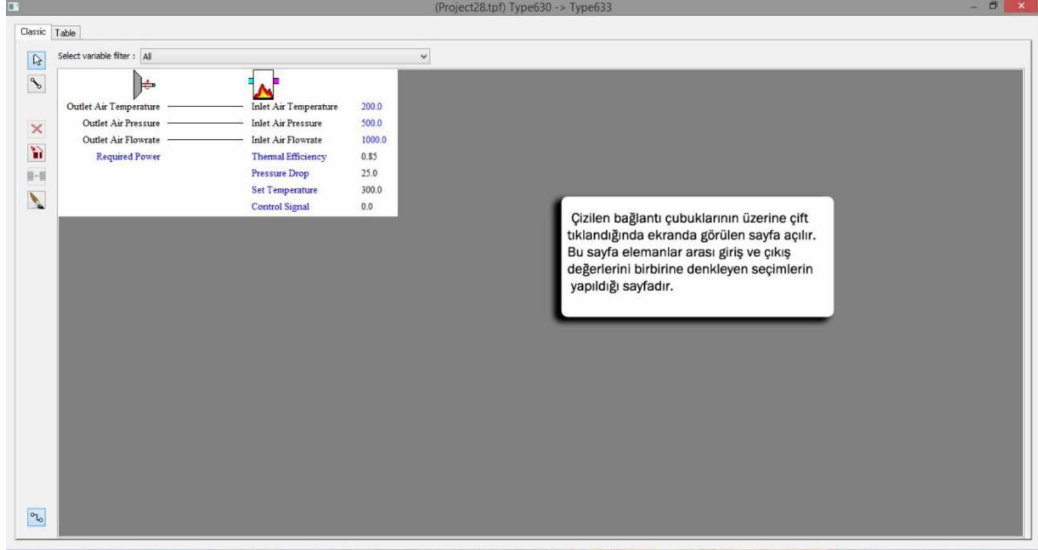 (Project28.tpf) Type630 -> Type633
Classic Table
Select variable filter : All
Outlet Air Temperature Inlet Air Temperature 200.0
Outlet Air Pressure Inlet Air Pressure 500.0
Outlet Air Flowrate Inlet Air Flowrate 1000.0
Required Power Thermal Efficiency 0.85
Pressure Drop 25.0
Set Temperature 300.0
Control Signal 0.0
Çizilen bağlantı çubuklarının üzerine çift
tıklandığında ekranda görülen sayfa açılır.
Bu sayfa elemanlar arası giriş ve çıkış
değerlerini birbirine denkleyen seçimlerin
yapıldığı sayfadır.